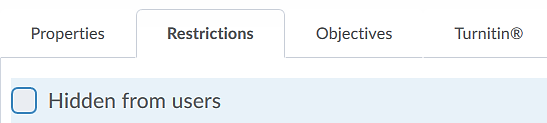 Properties Restrictions Objectives Turnitin®
Hidden from users